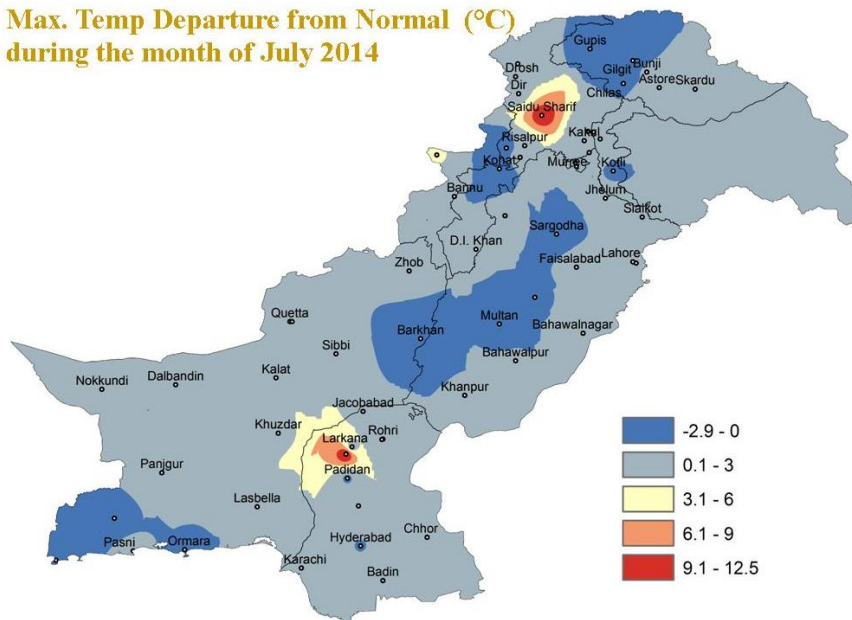 Max. Temp Departure from Normal (°C)
during the month of July 2014
Gupis
Drosh
Gilgit
Bunji
Dir
Chilas
Astore
Skardu
Saidu Sharif
Risalpur
Kakul
Kohat
Murree
Kotli
Bannu
Jhelum
Sialkot
Sargodha
D.I. Khan
Zhob
Faisalabad
Lahore
Quetta
Multan
Barkhan
Bahawalnagar
Sibbi
Bahawalpur
Nokkundi
Dalbandin
Kalat
Khanpur
Jacobabad
Khuzdar
Larkana
Rohri
Panjgur
Padidan
Lasbella
Pasni
Ormara
Hyderabad
Chhor
Karachi
Badin
-2.9 - 0
0.1 - 3
3.1 - 6
6.1 - 9
9.1 - 12.5